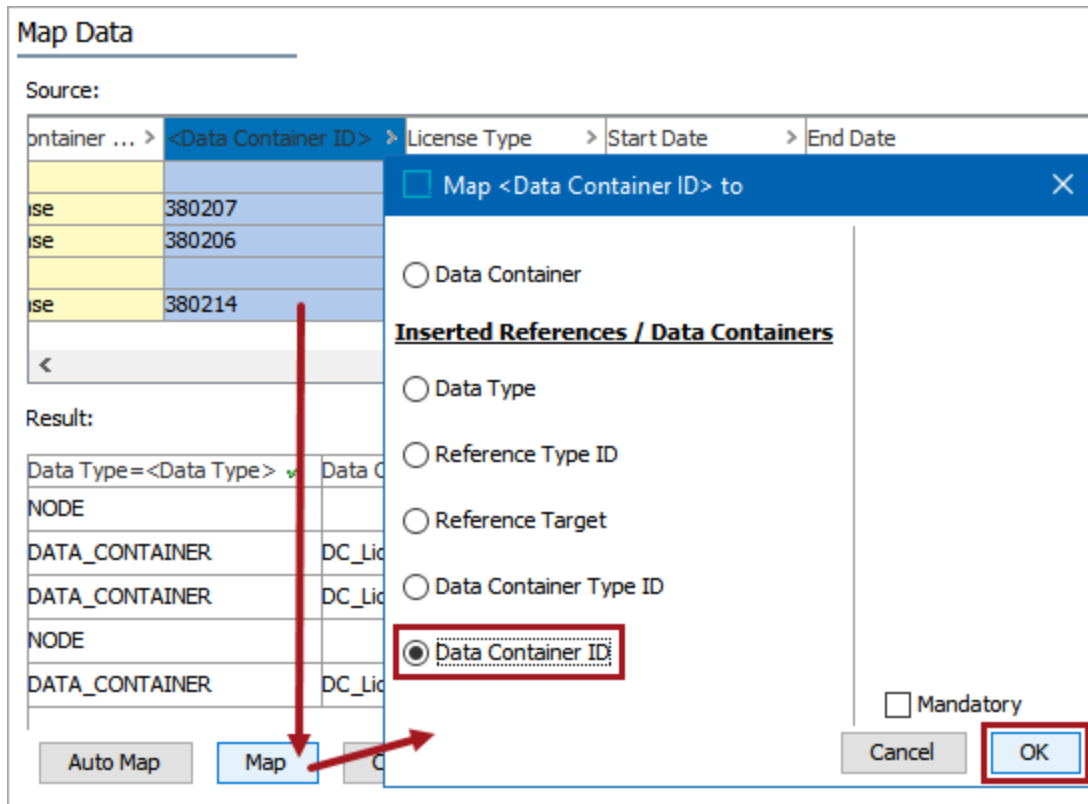 Map Data
Source:
ontainer ... > <Data Container ID> > License Type > Start Date > End Date
ase 380207
ase 380206
ase 380214
<
Map <Data Container ID> to
Data Container
Inserted References / Data Containers
Data Type
Reference Type ID
Reference Target
Data Container Type ID
Data Container ID
Mandatory
Cancel OK
Result:
Data Type=<Data Type> Data C
NODE
DATA_CONTAINER DC_Lic
DATA_CONTAINER DC_Lic
NODE
DATA_CONTAINER DC_Lic
Auto Map Map C